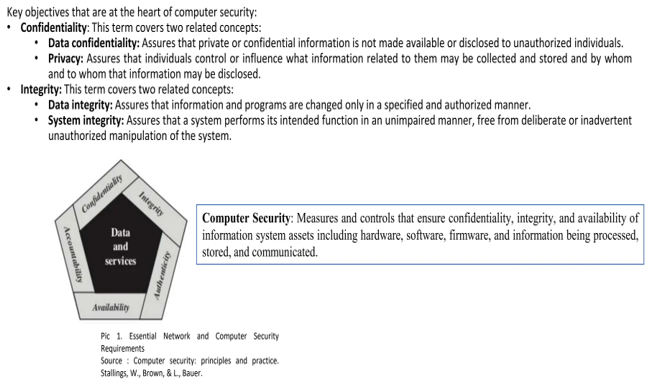 Key objectives that are at the heart of computer security:
• Confidentiality: This term covers two related concepts:
• Data confidentiality: Assures that private or confidential information is not made available or disclosed to unauthorized individuals.
• Privacy: Assures that individuals control or influence what information related to them may be collected and stored and by whom
and to whom that information may be disclosed.
• Integrity: This term covers two related concepts:
• Data integrity: Assures that information and programs are changed only in a specified and authorized manner.
• System integrity: Assures that a system performs its intended function in an unimpaired manner, free from deliberate or inadvertent
unauthorized manipulation of the system.
Confidentiality
Integrity
Accountability
Data
and
services
Authenticity
Availability
Computer Security: Measures and controls that ensure confidentiality, integrity, and availability of
information system assets including hardware, software, firmware, and information being processed,
stored, and communicated.
Pic 1. Essential Network and Computer Security
Requirements
Source : Computer security: principles and practice.
Stallings, W., Brown, & L., Bauer.